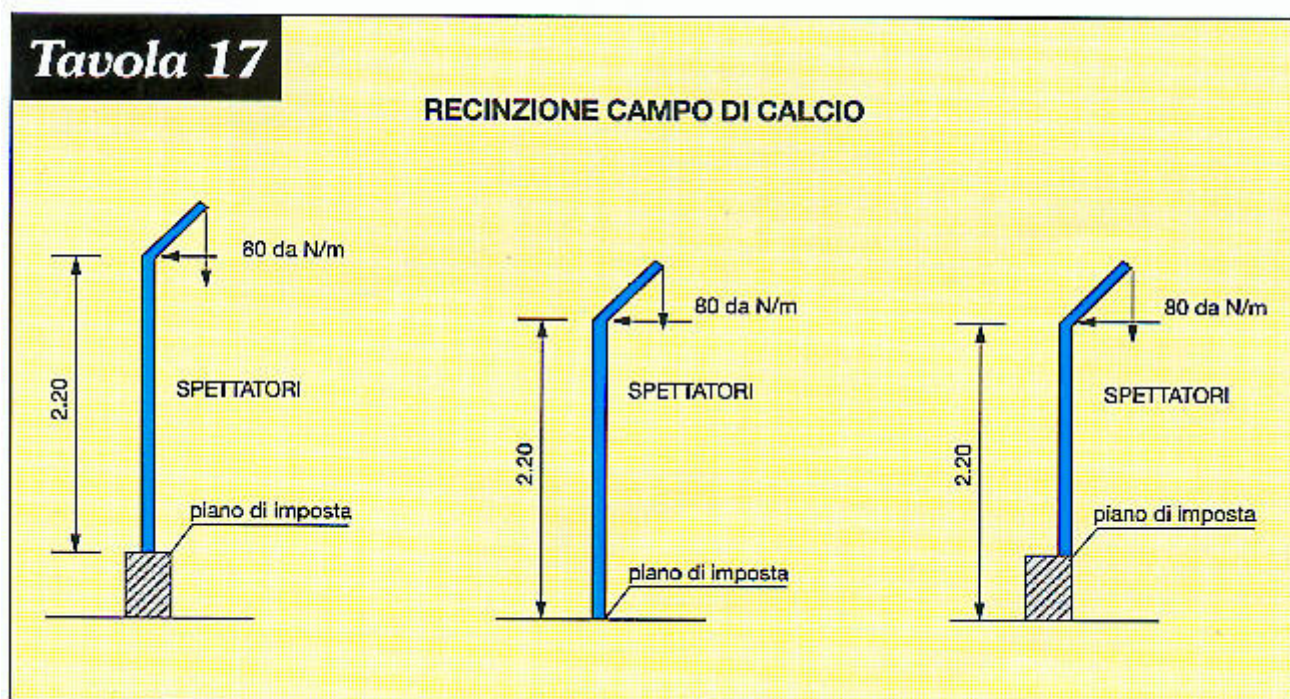 Tavola 17
RECINZIONE CAMPO DI CALCIO
80 da N/m
2.20
SPETTATORI
piano di imposta
80 da N/m
2.20
SPETTATORI
piano di imposta
80 da N/m
2.20
SPETTATORI
piano di imposta